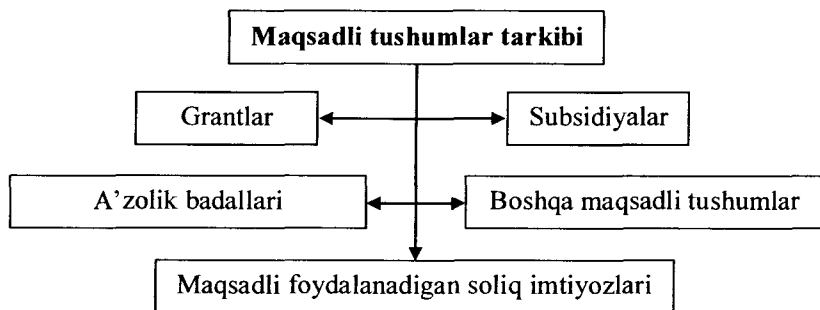 Maqsadli tushumlar tarkibi
Grantlar
Subsidiyalar
A’zolik badallari
Boshqa maqsadli tushumlar
Maqsadli foydalanadigan soliq imtiyozlari